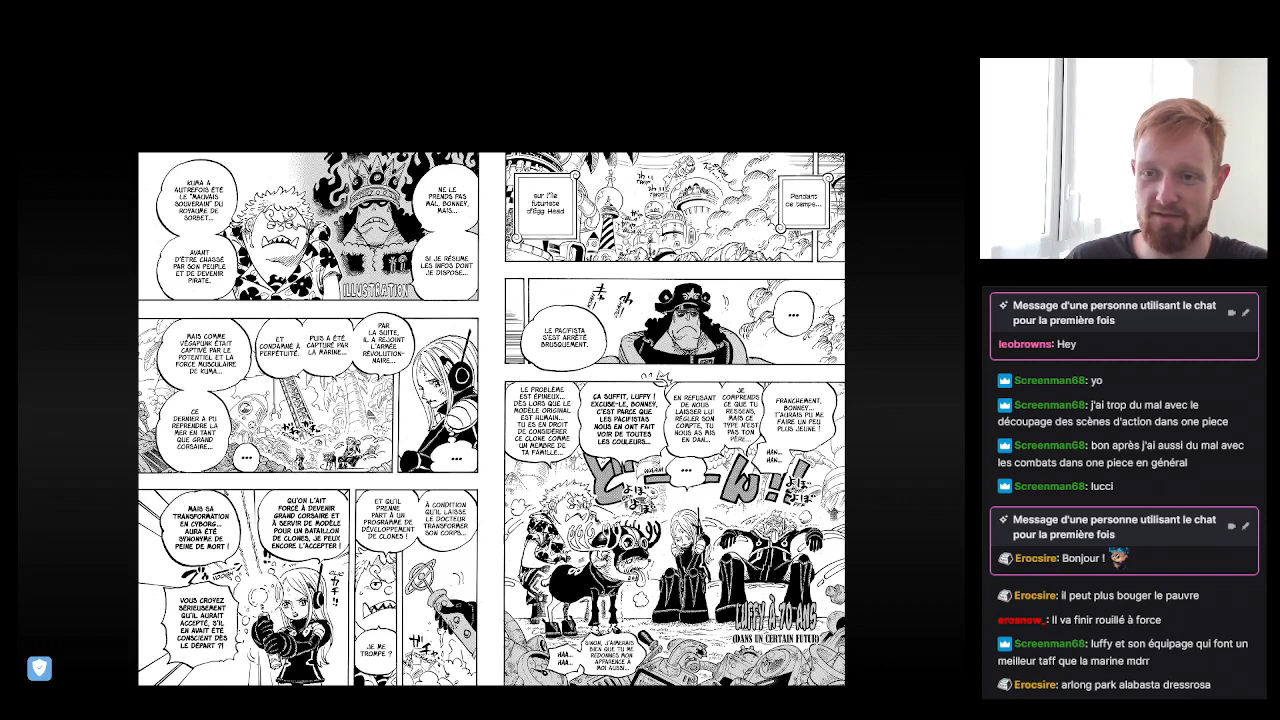 Pendant
ce temps...
sur l'île
futuriste
d'Egg Head
...
LE PACIFISTA
S'EST ARRÊTÉ
BRUSQUEMENT.
FRANCHEMENT,
BONNEY...
T'AURAIS PU ME
FAIRE UN PEU
PLUS JEUNE !
HAN...
HAN...
JE
COMPRENDS
CE QUE TU
RESSENS,
MAIS CE TYPE
N'EST PAS
TON PÈRE...
EN REFUSANT
DE NOUS
LAISSER LUI
RÉGLER SON
COMPTE, TU
NOUS AS MIS
EN DAN...
ÇA SUFFIT, LUFFY !
EXCUSE-LE, BONNEY,
C'EST PARCE QUE
LES PACIFISTAS
NOUS EN ONT FAIT
VOIR DE TOUTES
LES COULEURS...
LE PROBLÈME
EST ÉPINEUX...
DÈS LORS QUE LE
MODÈLE ORIGINAL
EST HUMAIN...
TU ES EN DROIT
DE CONSIDÉRER
CE CLONE COMME
UN MEMBRE DE
TA FAMILLE...
...
WAAM
LUFFY À 70 ANS
(DANS UN CERTAIN FUTUR)
SINON, J'AIMERAIS
BIEN QUE TU ME
REDONNES MON
APPARENCE À
MOI AUSSI...
HAA...
HAA...
NE LE
PRENDS PAS
MAL, BONNEY,
MAIS...
SI JE RÉSUME
LES INFOS DONT
JE DISPOSE...
KUMA A
AUTREFOIS ÉTÉ
LE "MAUVAIS
SOUVERAIN" DU
ROYAUME DE
SORBET...
AVANT
D'ÊTRE CHASSÉ
PAR SON PEUPLE
ET DE DEVENIR
PIRATE.
ILLUSTRATION
PAR
LA SUITE,
IL A REJOINT
L'ARMÉE
RÉVOLUTION-
NAIRE...
PUIS A ÉTÉ
CAPTURÉ PAR
LA MARINE...
ET
CONDAMNÉ À
PERPÉTUITÉ.
MAIS COMME
VÉGAPUNK ÉTAIT
CAPTIVÉ PAR LE
POTENTIEL ET LA
FORCE MUSCULAIRE
DE KUMA...
CE
DERNIER A PU
REPRENDRE LA
MER EN TANT
QUE GRAND
CORSAIRE...
...
...
À CONDITION
QU'IL LAISSE
LE DOCTEUR
TRANSFORMER
SON CORPS...
ET QU'IL
PRENNE
PART À UN
PROGRAMME DE
DÉVELOPPEMENT
DE CLONES !
JE ME
TROMPE ?
QU'ON L'AIT
FORCÉ À DEVENIR
GRAND CORSAIRE ET
À SERVIR DE MODÈLE
POUR UN BATAILLON
DE CLONES, JE PEUX
ENCORE L'ACCEPTER !
MAIS SA
TRANSFORMATION
EN CYBORG...
AURA ÉTÉ
SYNONYME DE
PEINE DE MORT !
VOUS CROYEZ
SÉRIEUSEMENT
QU'IL AURAIT
ACCEPTÉ, S'IL
EN AVAIT ÉTÉ
CONSCIENT DÈS
LE DÉPART ?!
Message d'une personne utilisant le chat
pour la première fois
leobrowns: Hey
Screenman68: yo
Screenman68: j'ai trop du mal avec le
découpage des scènes d'action dans one piece
Screenman68: bon après j'ai aussi du mal avec
les combats dans one piece en général
Screenman68: lucci
Message d'une personne utilisant le chat
pour la première fois
Erocsire: Bonjour !
Erocsire: il peut plus bouger le pauvre
erosnow_: Il va finir rouillé à force
Screenman68: luffy et son équipage qui font un
meilleur taff que la marine mdrr
Erocsire: arlong park alabasta dressrosa